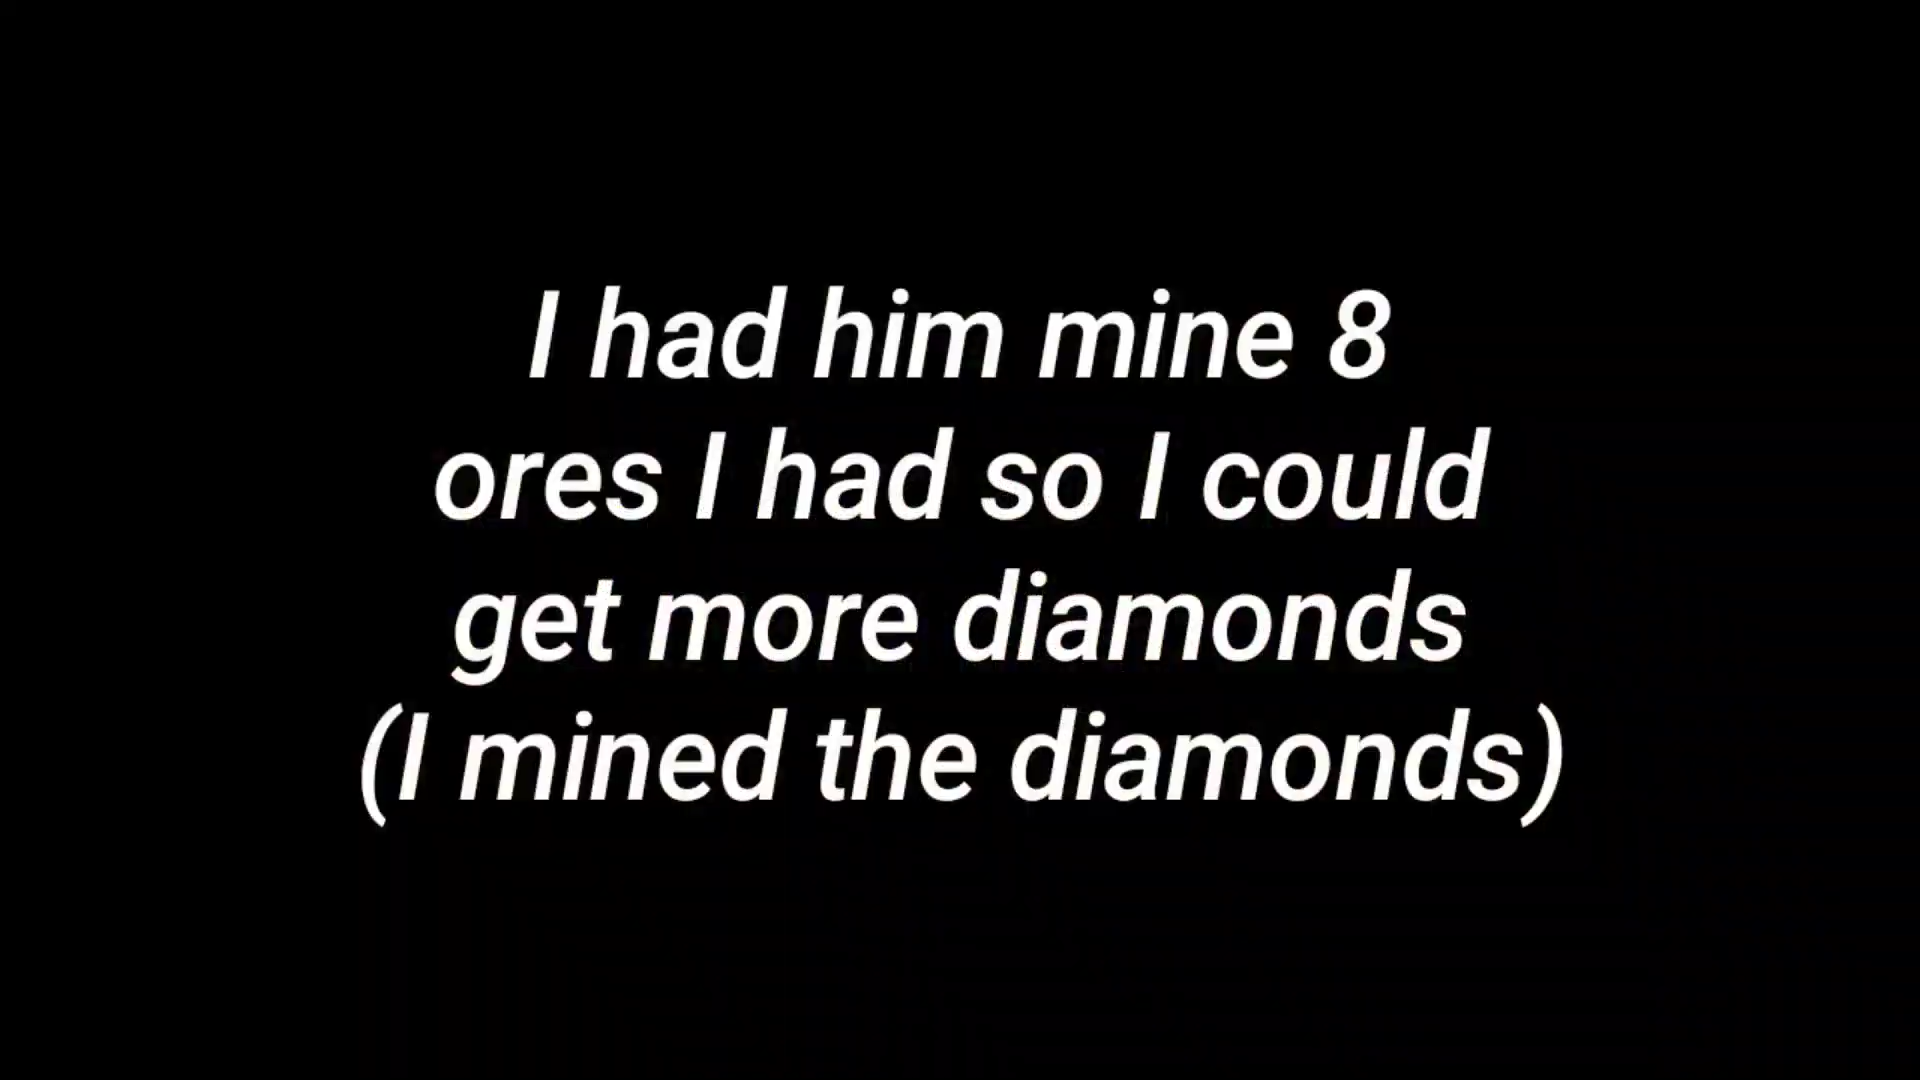 I had him mine 8
ores I had so I could
get more diamonds
(I mined the diamonds)